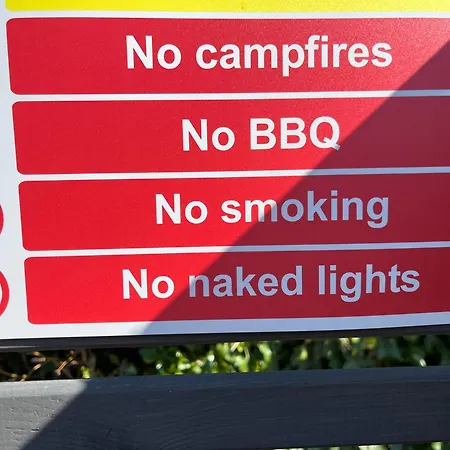 No campfires
No BBQ
No smoking
No naked lights